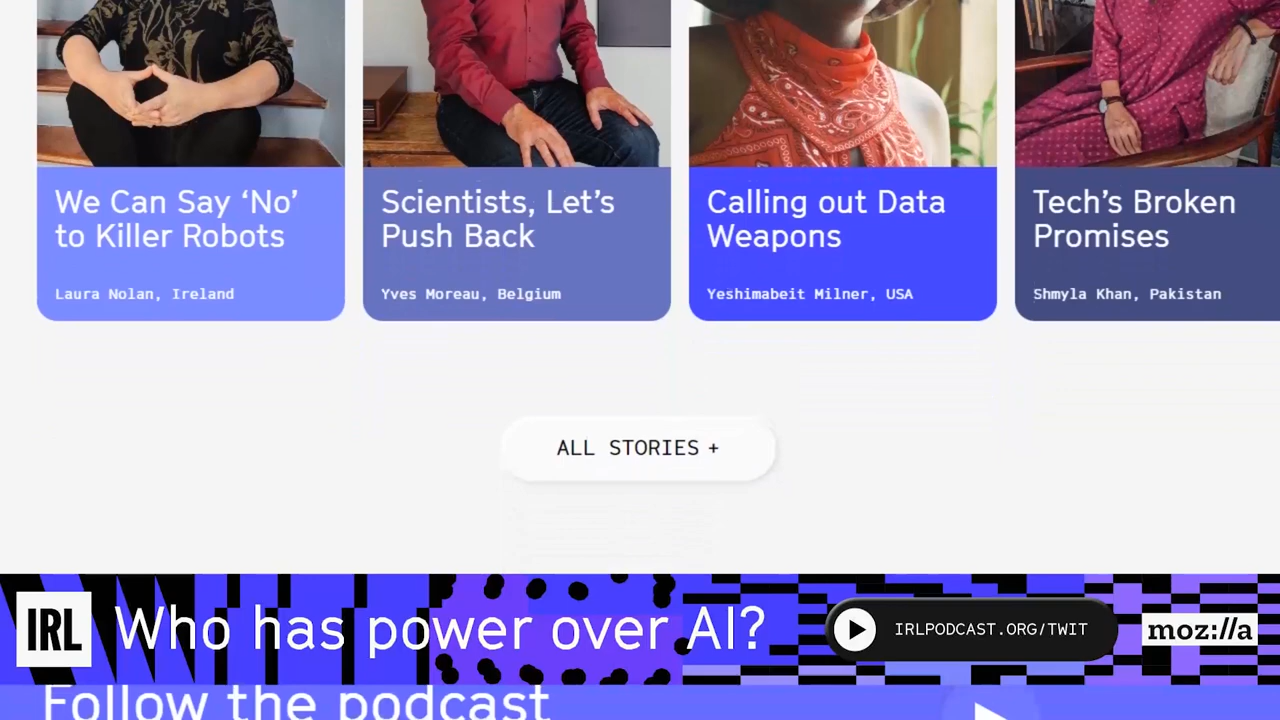 We Can Say ‘No’
to Killer Robots
Laura Nolan, Ireland
Scientists, Let’s
Push Back
Yves Moreau, Belgium
Calling out Data
Weapons
Yeshimabeit Milner, USA
Tech’s Broken
Promises
Shmyla Khan, Pakistan
ALL STORIES +
IRL
Who has power over AI?
IRLPODCAST.ORG/TWIT
moz://a
Follow the podcast